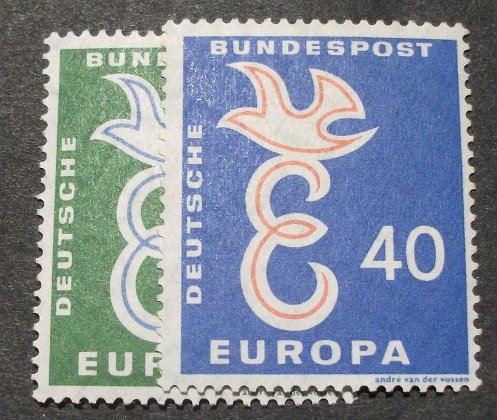 BUN
DEUTSCHE
EUR
BUNDESPOST
DEUTSCHE
40
EUROPA
andré van der vossen